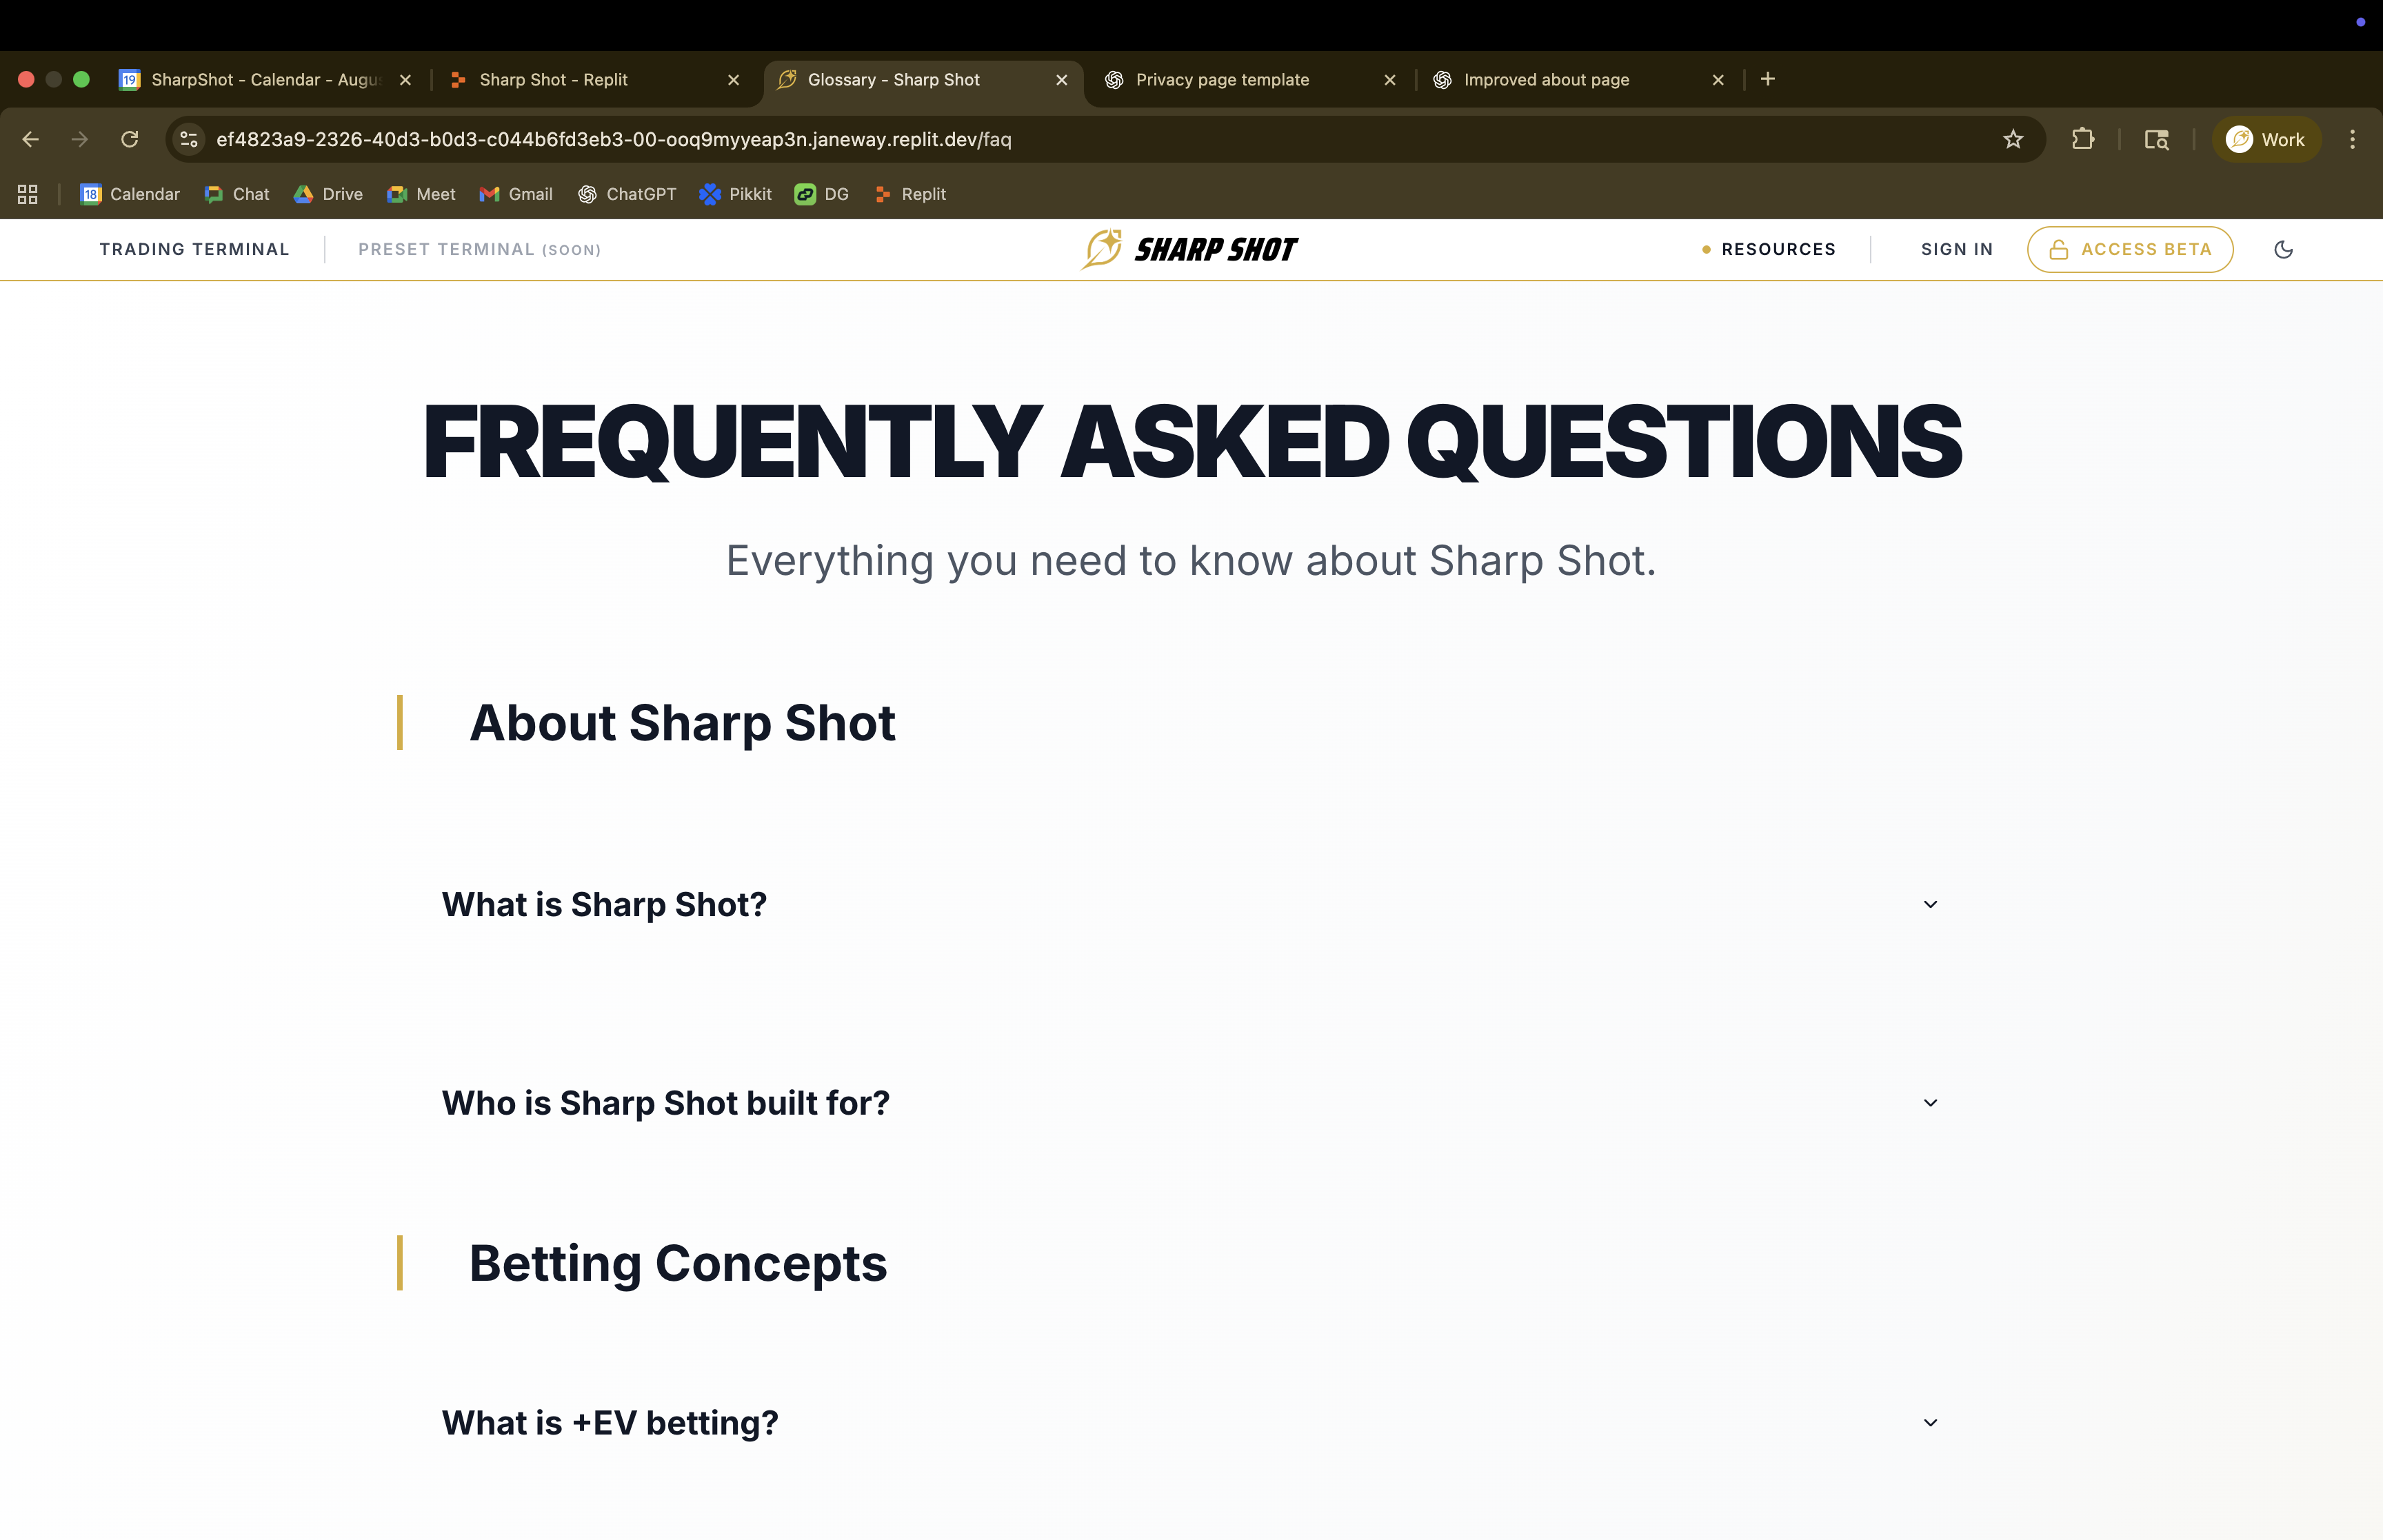 SharpShot - Calendar - Augu
Sharp Shot - Replit
Glossary - Sharp Shot
Privacy page template
Improved about page
ef4823a9-2326-40d3-b0d3-c044b6fd3eb3-00-ooq9myyeap3n.janeway.replit.dev/faq
Work
Calendar
Chat
Drive
Meet
Gmail
ChatGPT
Pikkit
DG
Replit
TRADING TERMINAL
PRESET TERMINAL (SOON)
SHARP SHOT
RESOURCES
SIGN IN
ACCESS BETA
FREQUENTLY ASKED QUESTIONS
Everything you need to know about Sharp Shot.
About Sharp Shot
What is Sharp Shot?
Who is Sharp Shot built for?
Betting Concepts
What is +EV betting?